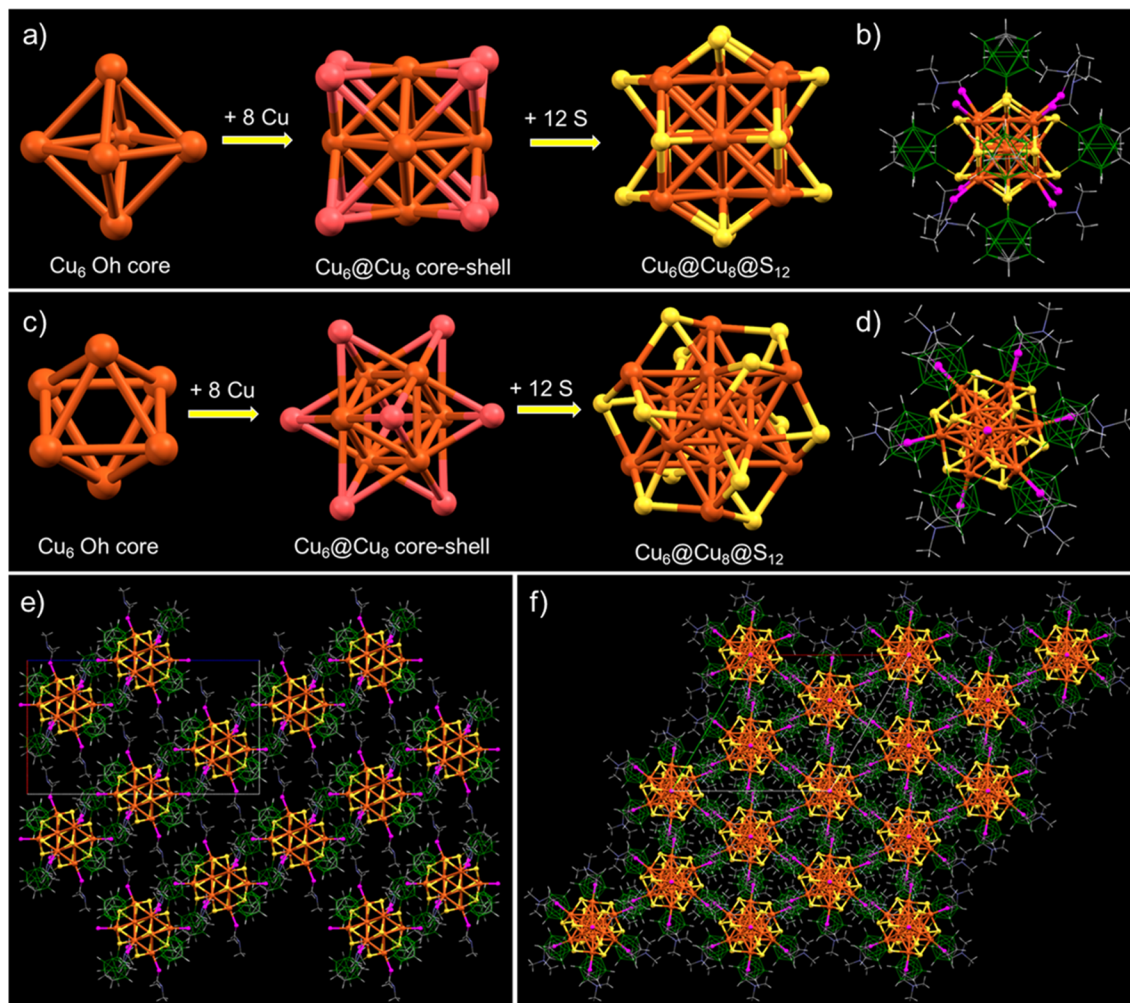 a)
+ 8 Cu
+ 12 S
b)
Cu₆ Oh core
Cu₆@Cu₈ core-shell
Cu₆@Cu₈@S₁₂
c)
+ 8 Cu
+ 12 S
d)
Cu₆ Oh core
Cu₆@Cu₈ core-shell
Cu₆@Cu₈@S₁₂
e)
f)